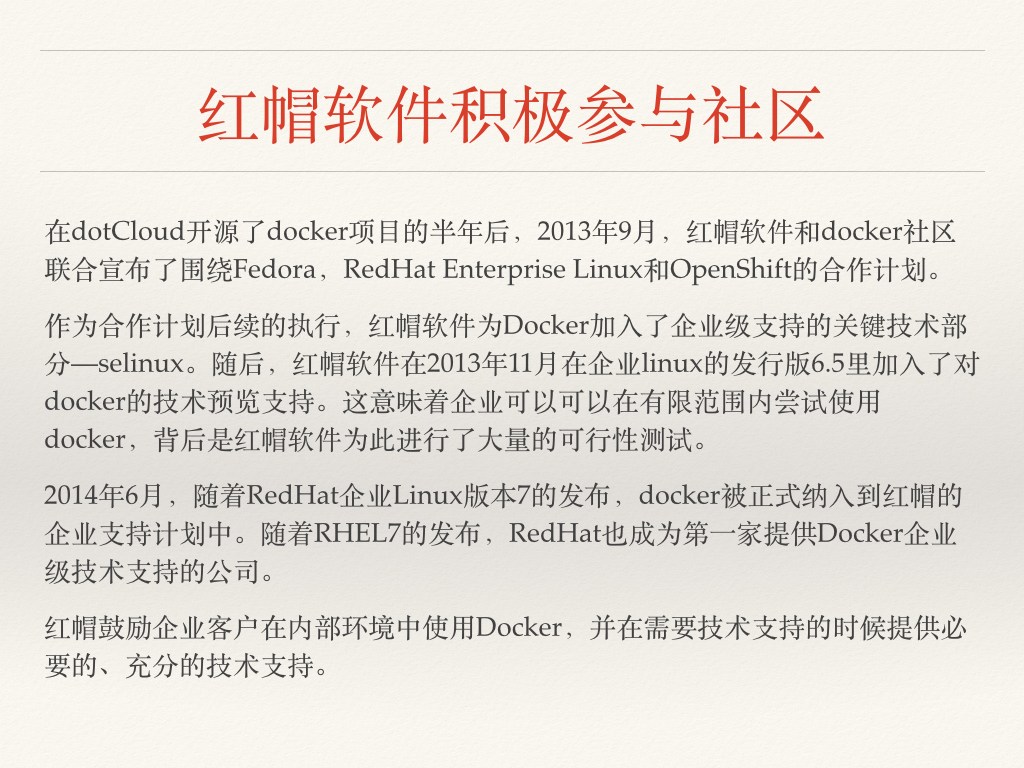 红帽软件积极参与社区
在dotCloud开源了docker项目的半年后，2013年9月，红帽软件和docker社区
联合宣布了围绕Fedora，RedHat Enterprise Linux和OpenShift的合作计划。
作为合作计划后续的执行，红帽软件为Docker加入了企业级支持的关键技术部
分—selinux。随后，红帽软件在2013年11月在企业linux的发行版6.5里加入了对
docker的技术预览支持。这意味着企业可以可以在有限范围内尝试使用
docker，背后是红帽软件为此进行了大量的可行性测试。
2014年6月，随着RedHat企业Linux版本7的发布，docker被正式纳入到红帽的
企业支持计划中。随着RHEL7的发布，RedHat也成为第一家提供Docker企业
级技术支持的公司。
红帽鼓励企业客户在内部环境中使用Docker，并在需要技术支持的时候提供必
要的、充分的技术支持。